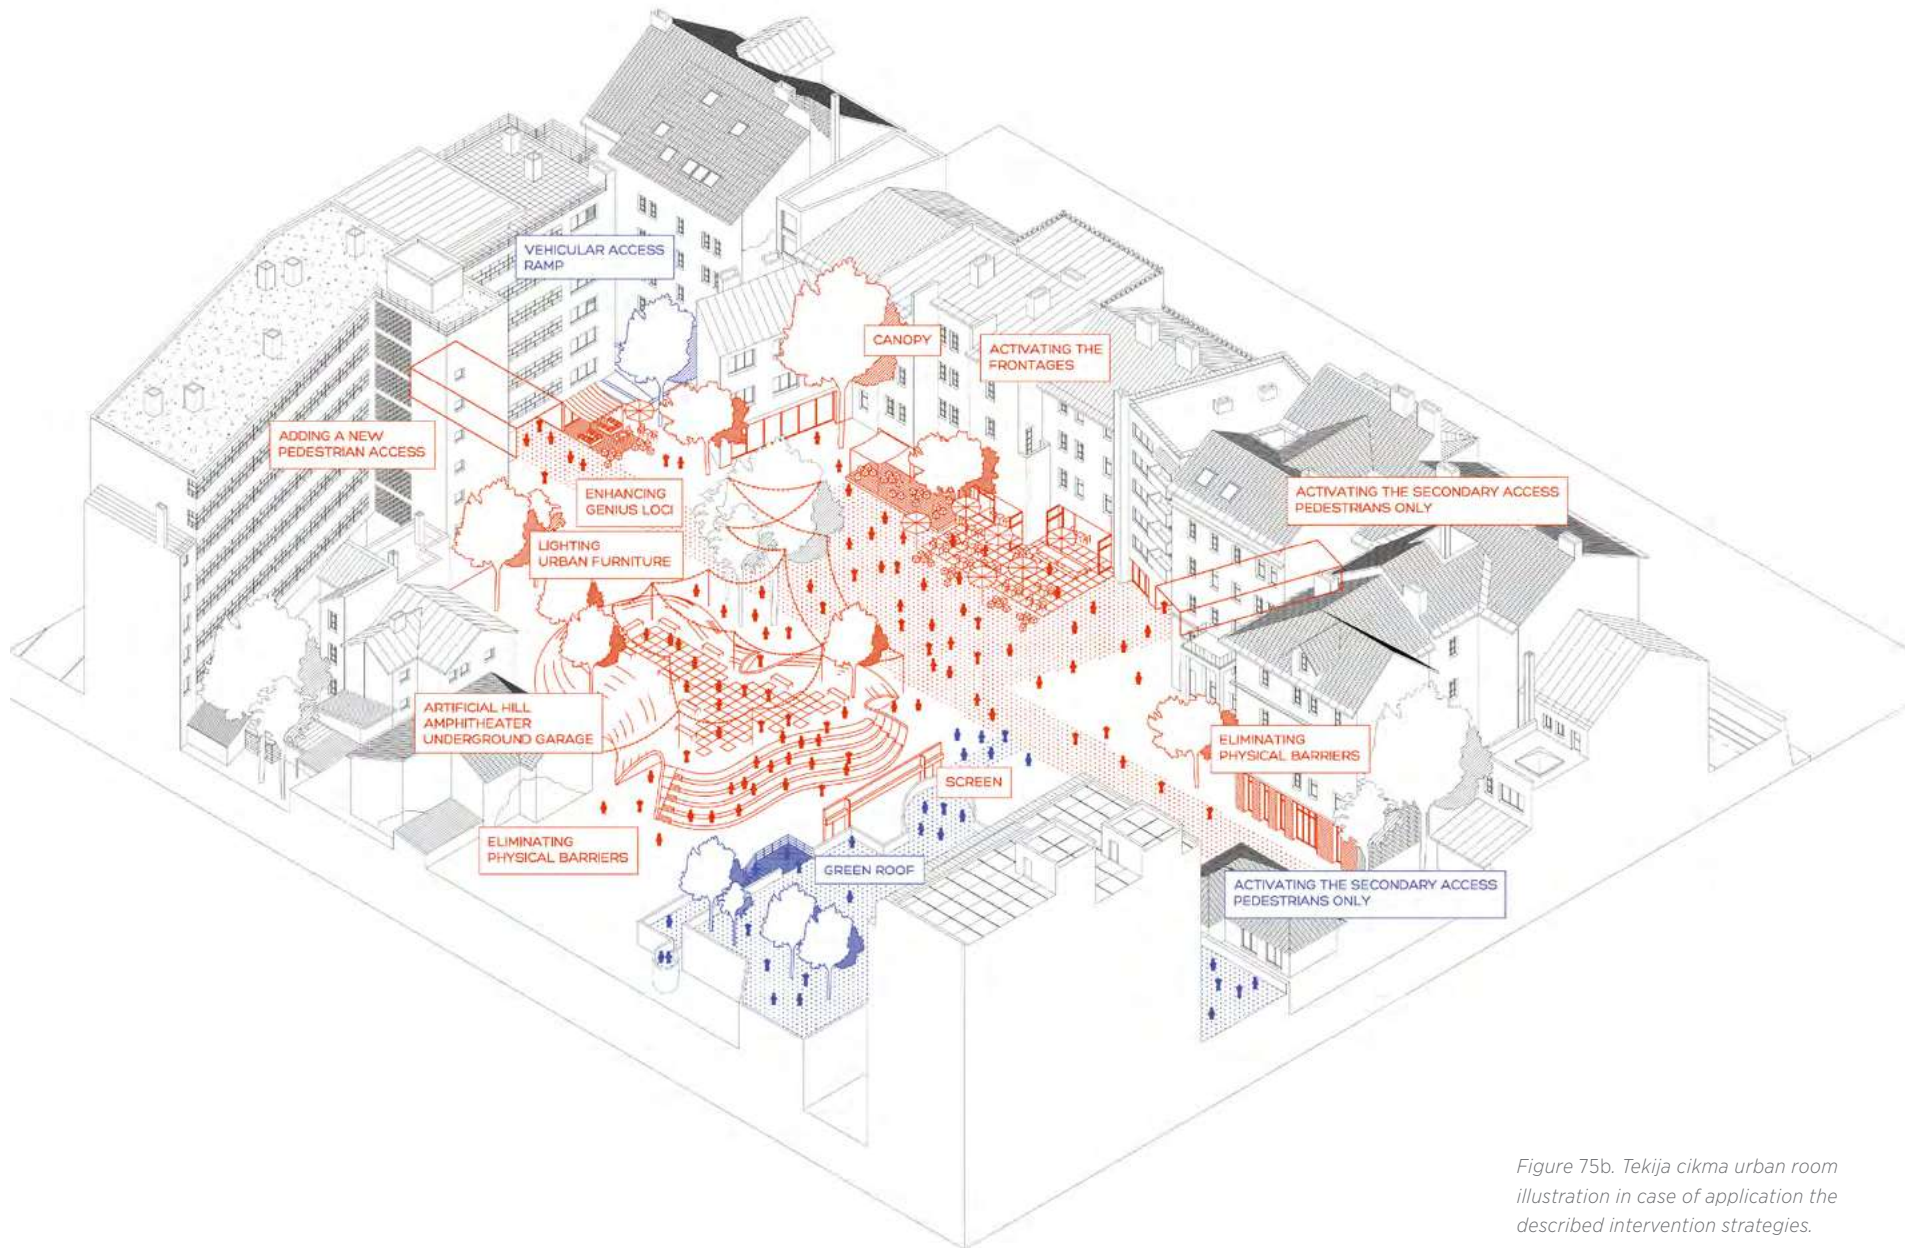 VEHICULAR ACCESS
RAMP
CANOPY
ACTIVATING THE
FRONTAGES
ADDING A NEW
PEDESTRIAN ACCESS
ENHANCING
GENIUS LOCI
ACTIVATING THE SECONDARY ACCESS
PEDESTRIANS ONLY
LIGHTING
URBAN FURNITURE
ARTIFICIAL HILL
AMPHITHEATER
UNDERGROUND GARAGE
ELIMINATING
PHYSICAL BARRIERS
SCREEN
ELIMINATING
PHYSICAL BARRIERS
GREEN ROOF
ACTIVATING THE SECONDARY ACCESS
PEDESTRIANS ONLY
Figure 75b. Tekija cikma urban room
illustration in case of application the
described intervention strategies.